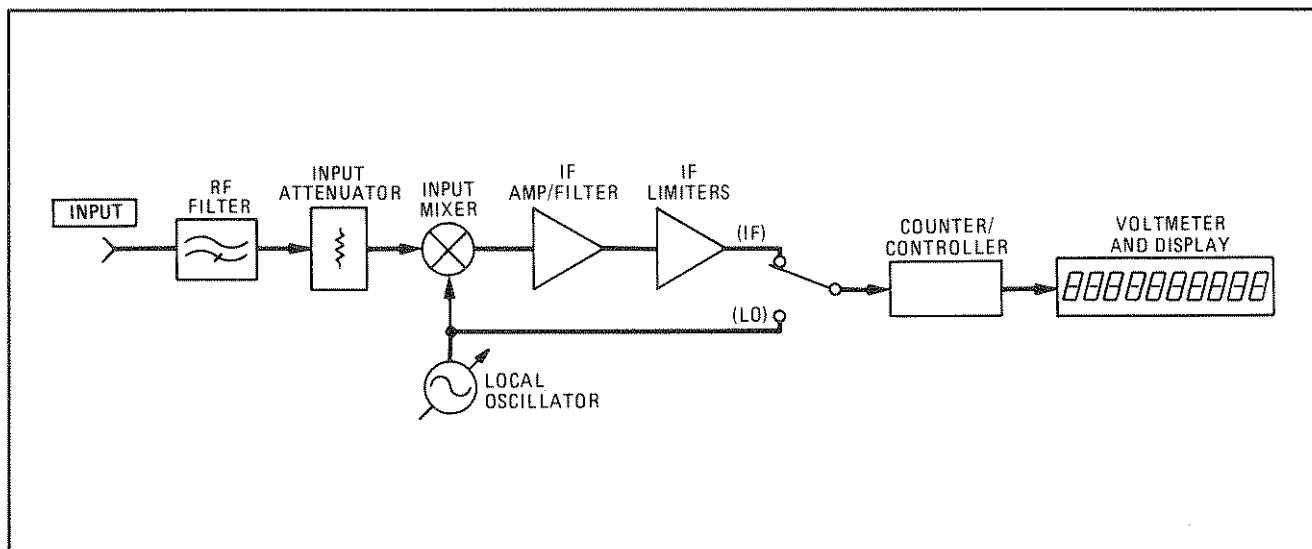 INPUT
RF
FILTER
INPUT
ATTENUATOR
INPUT
MIXER
IF
AMP/FILTER
IF
LIMITERS
(IF)
(LO)
LOCAL
OSCILLATOR
COUNTER/
CONTROLLER
VOLTMETER
AND DISPLAY
8888888888